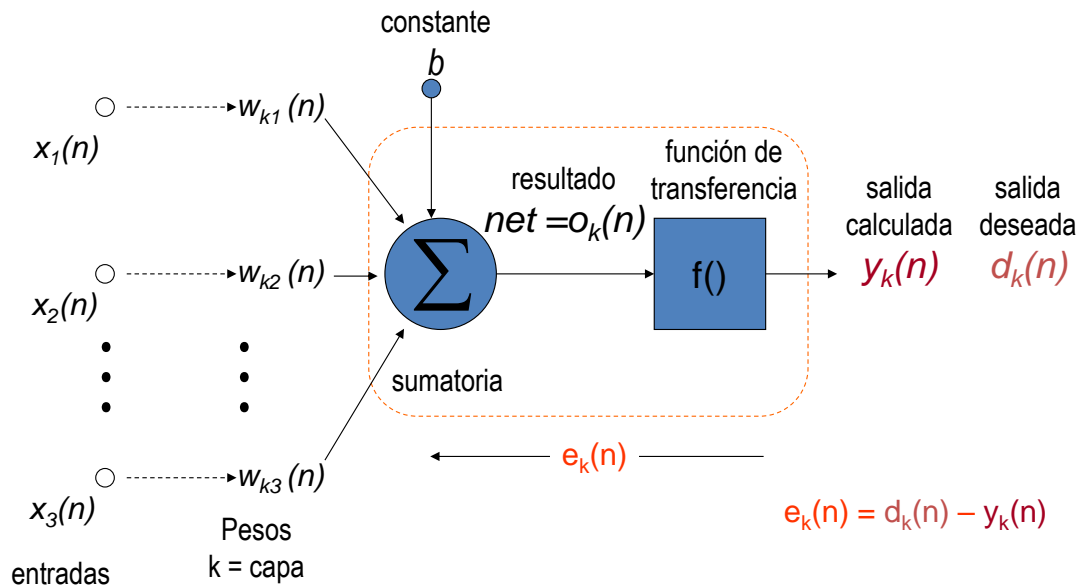 constante
b
x1(n)
wk1 (n)
x2(n)
wk2 (n)
x3(n)
wk3 (n)
entradas
Pesos
k = capa
∑
sumatoria
resultado
net =ok(n)
función de
transferencia
f()
salida
calculada
yk(n)
salida
deseada
dk(n)
ek(n)
ek(n) = dk(n) – yk(n)